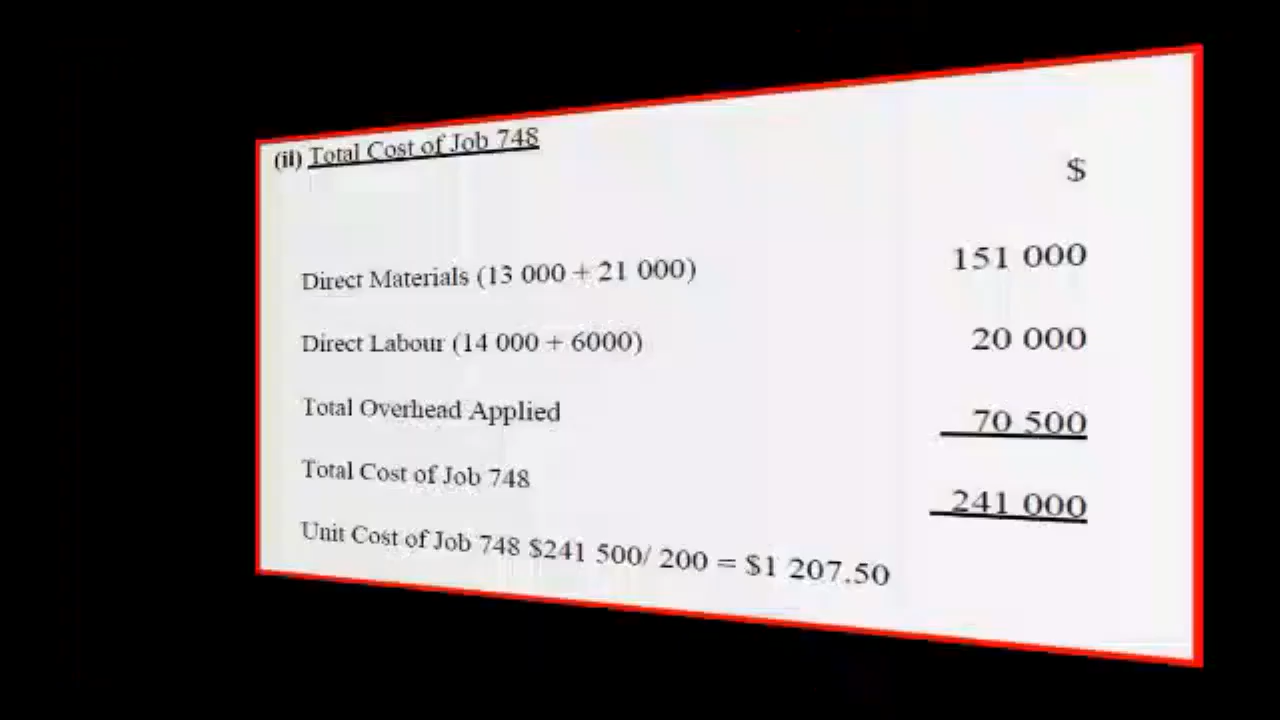 (ii) Total Cost of Job 748
$
Direct Materials (13 000 + 21 000) 151 000
Direct Labour (14 000 + 6000) 20 000
Total Overhead Applied 70 500
Total Cost of Job 748 241 000
Unit Cost of Job 748 $241 500/ 200 = $1 207.50